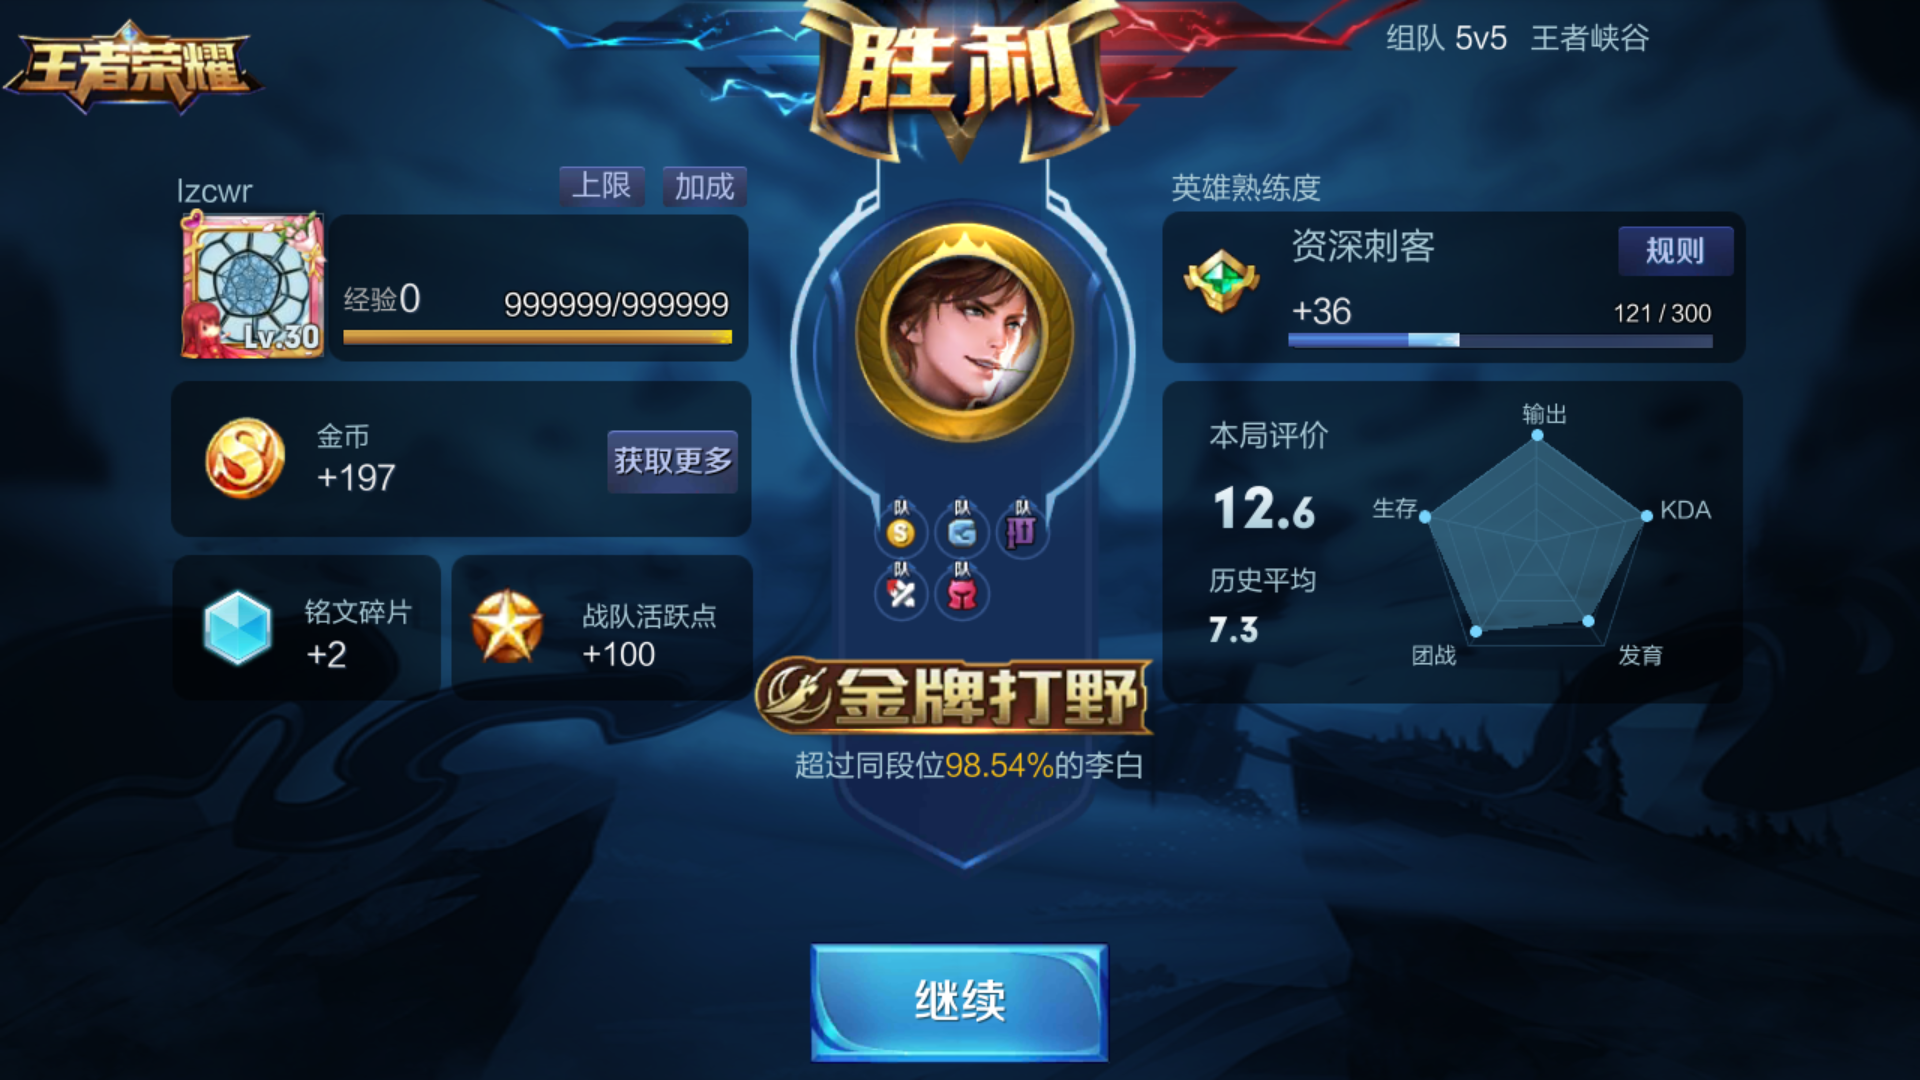 王者荣耀
胜利
组队 5v5 王者峡谷
lzcwr
上限
加成
Lv.30
经验0
999999/999999
金币
+197
获取更多
铭文碎片
+2
战队活跃点
+100
队
队
队
队
队
金牌打野
超过同段位98.54%的李白
英雄熟练度
资深刺客
规则
+36
121 / 300
本局评价
12.6
历史平均
7.3
输出
生存
KDA
团战
发育
继续